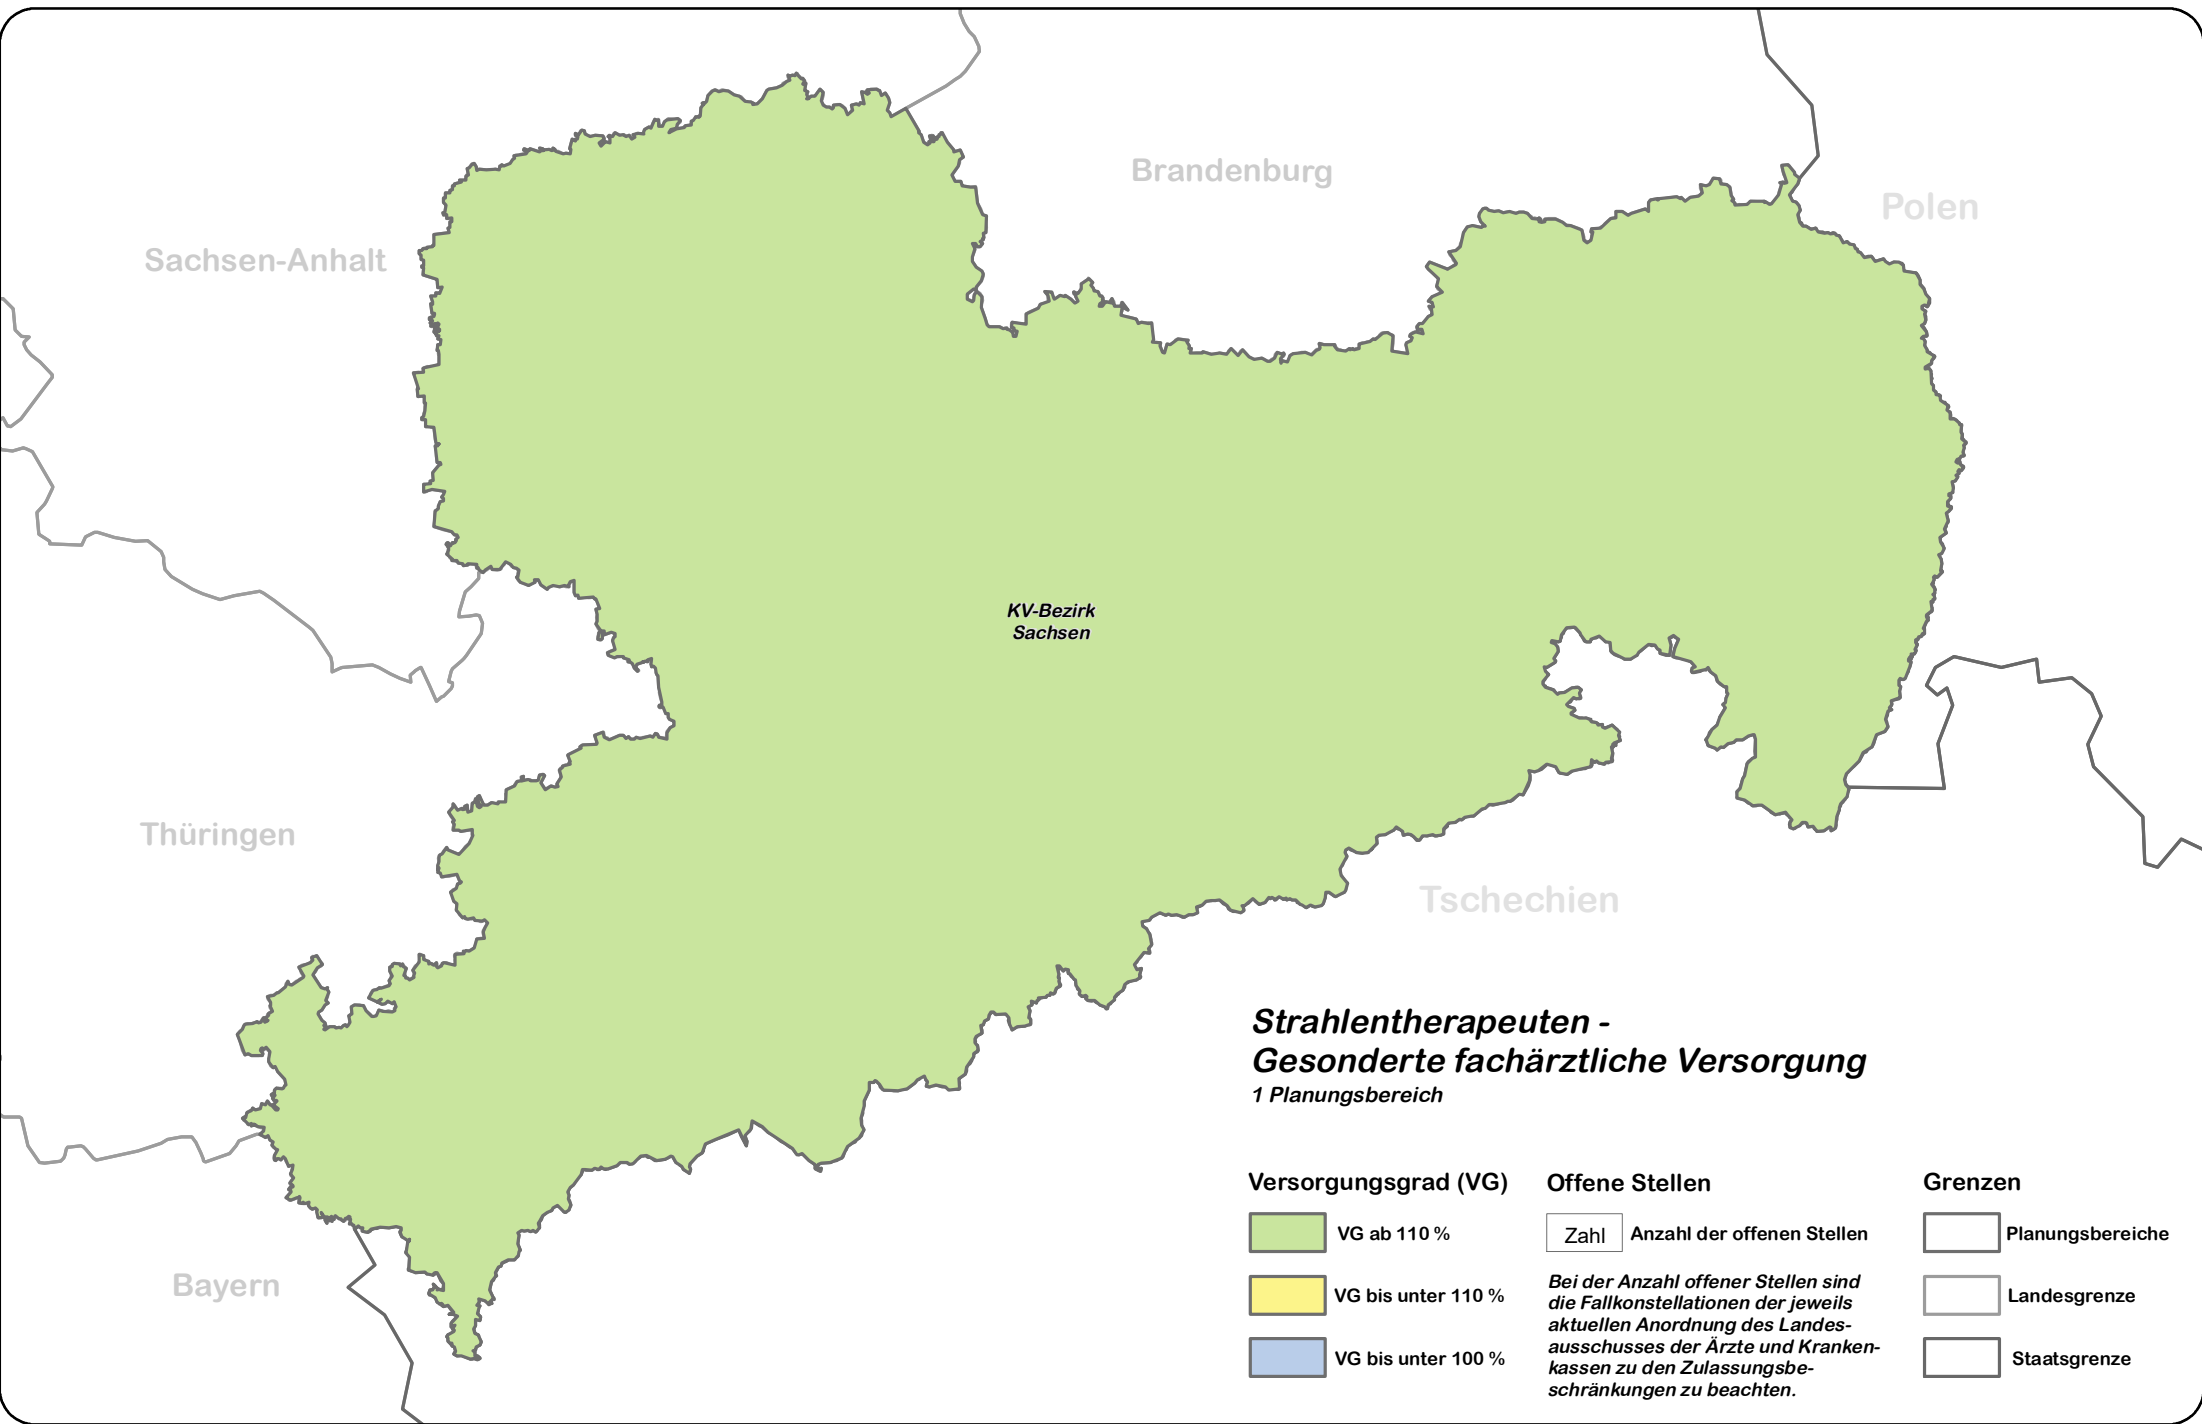 Brandenburg
Polen
Sachsen-Anhalt
KV-Bezirk
Sachsen
Thüringen
Tschechien
Bayern
Strahlentherapeuten -
Gesonderte fachärztliche Versorgung
1 Planungsbereich
Versorgungsgrad (VG)
VG ab 110 %
VG bis unter 110 %
VG bis unter 100 %
Offene Stellen
Zahl Anzahl der offenen Stellen
Bei der Anzahl offener Stellen sind
die Fallkonstellationen der jeweils
aktuellen Anordnung des Landes-
ausschusses der Ärzte und Kranken-
kassen zu den Zulassungsbe-
schränkungen zu beachten.
Grenzen
Planungsbereiche
Landesgrenze
Staatsgrenze